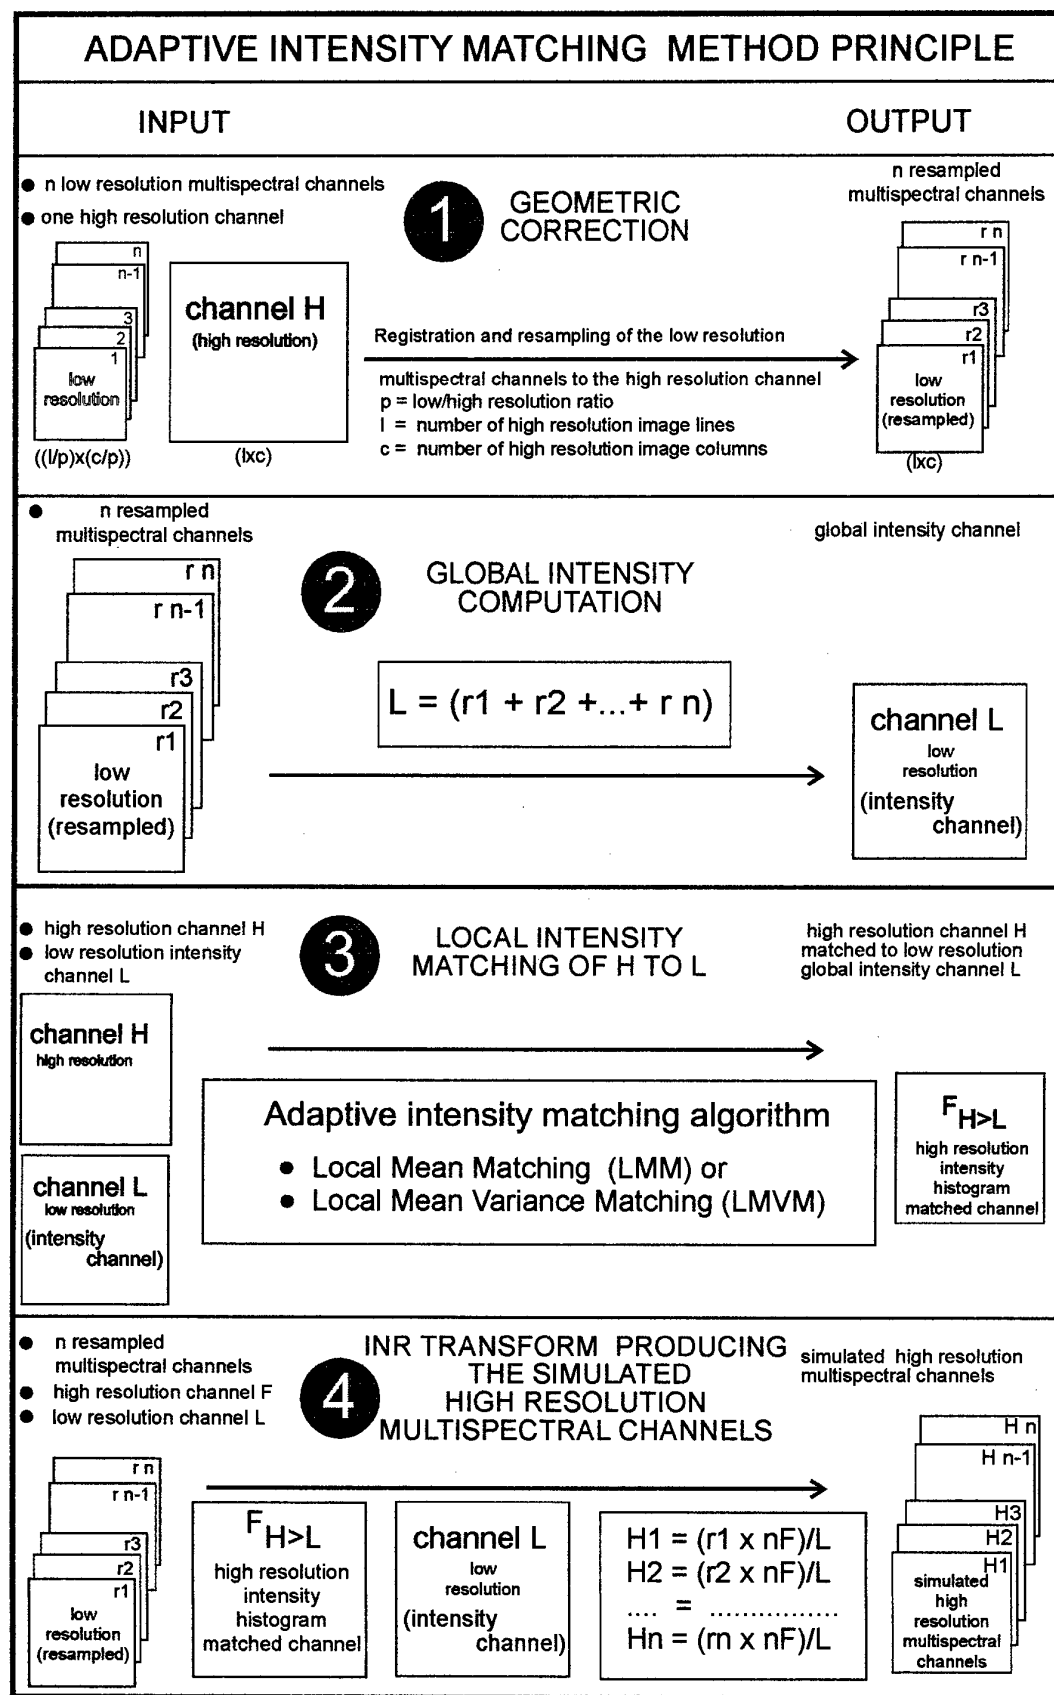 ADAPTIVE INTENSITY MATCHING METHOD PRINCIPLE
INPUT
OUTPUT
● n low resolution multispectral channels
● one high resolution channel
1
GEOMETRIC
CORRECTION
n resampled
multispectral channels
n
n-1
3
2
1
low
resolution
((l/p)x(c/p))
channel H
(high resolution)
(lxc)
Registration and resampling of the low resolution
multispectral channels to the high resolution channel
p = low/high resolution ratio
l = number of high resolution image lines
c = number of high resolution image columns
r n
r n-1
r3
r2
r1
low
resolution
(resampled)
(lxc)
● n resampled
multispectral channels
2
GLOBAL INTENSITY
COMPUTATION
global intensity channel
r n
r n-1
r3
r2
r1
low
resolution
(resampled)
L = (r1 + r2 +...+ r n)
channel L
low
resolution
(intensity
channel)
● high resolution channel H
● low resolution intensity
channel L
3
LOCAL INTENSITY
MATCHING OF H TO L
high resolution channel H
matched to low resolution
global intensity channel L
channel H
high resolution
channel L
low resolution
(intensity
channel)
Adaptive intensity matching algorithm
● Local Mean Matching (LMM) or
● Local Mean Variance Matching (LMVM)
F H>L
high resolution
intensity
histogram
matched channel
● n resampled
multispectral channels
● high resolution channel F
● low resolution channel L
4
INR TRANSFORM PRODUCING
THE SIMULATED
HIGH RESOLUTION
MULTISPECTRAL CHANNELS
simulated high resolution
multispectral channels
r n
r n-1
r3
r2
r1
low
resolution
(resampled)
F H>L
high resolution
intensity
histogram
matched channel
channel L
low
resolution
(intensity
channel)
H1 = (r1 x nF)/L
H2 = (r2 x nF)/L
.... = ................
Hn = (rn x nF)/L
H n
H n-1
H3
H2
H1
simulated
high
resolution
multispectral
channels